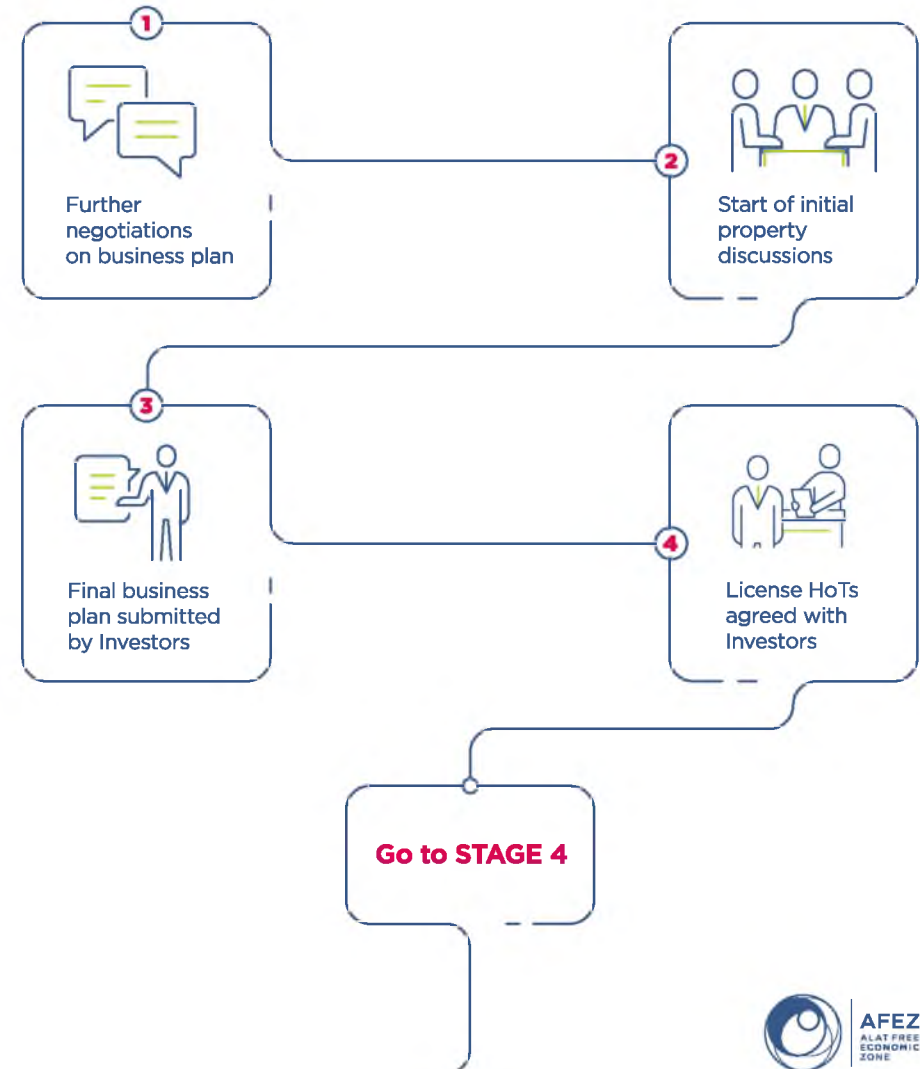 1
Further
negotiations
on business plan
2
Start of initial
property
discussions
3
Final business
plan submitted
by Investors
4
License HoTs
agreed with
Investors
Go to STAGE 4
AFEZ
ALAT FREE
ECONOMIC
ZONE